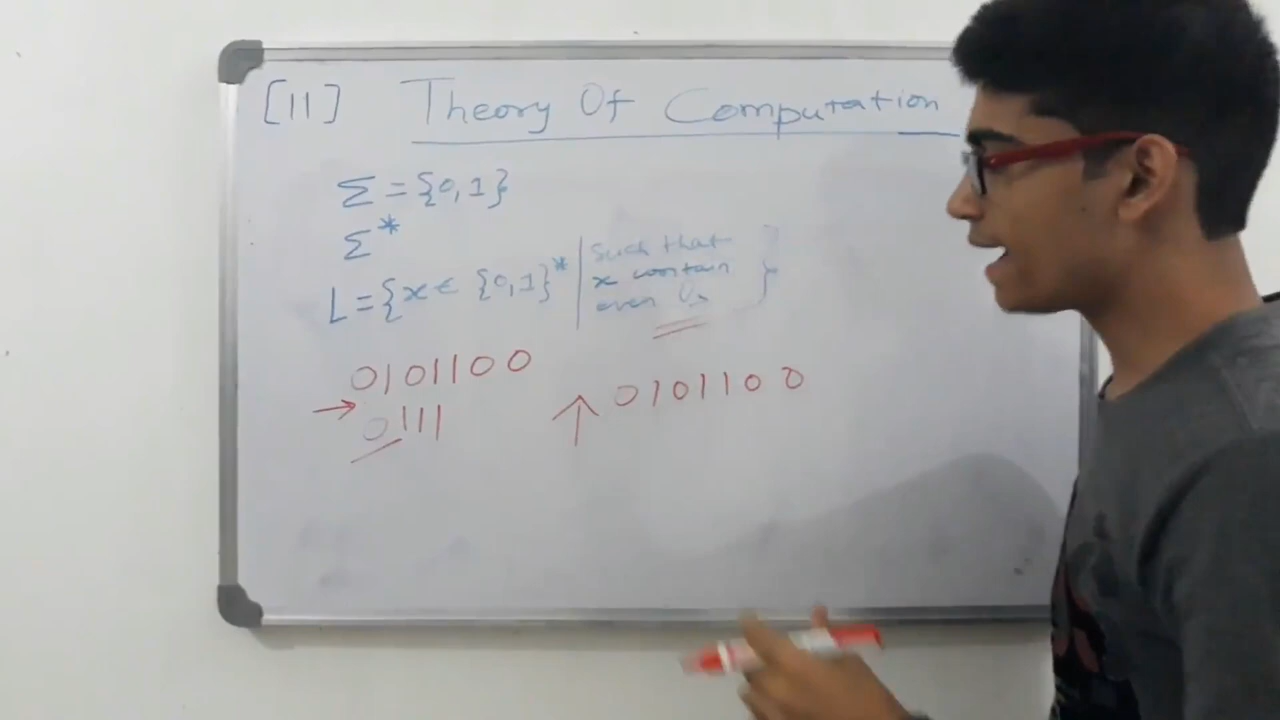 [11] Theory Of Computation
Σ = {0,1}
Σ*
L = {x ∈ {0,1}* | such that
x contain
even 0s }
0101100
→ 0111
↑ 0101100